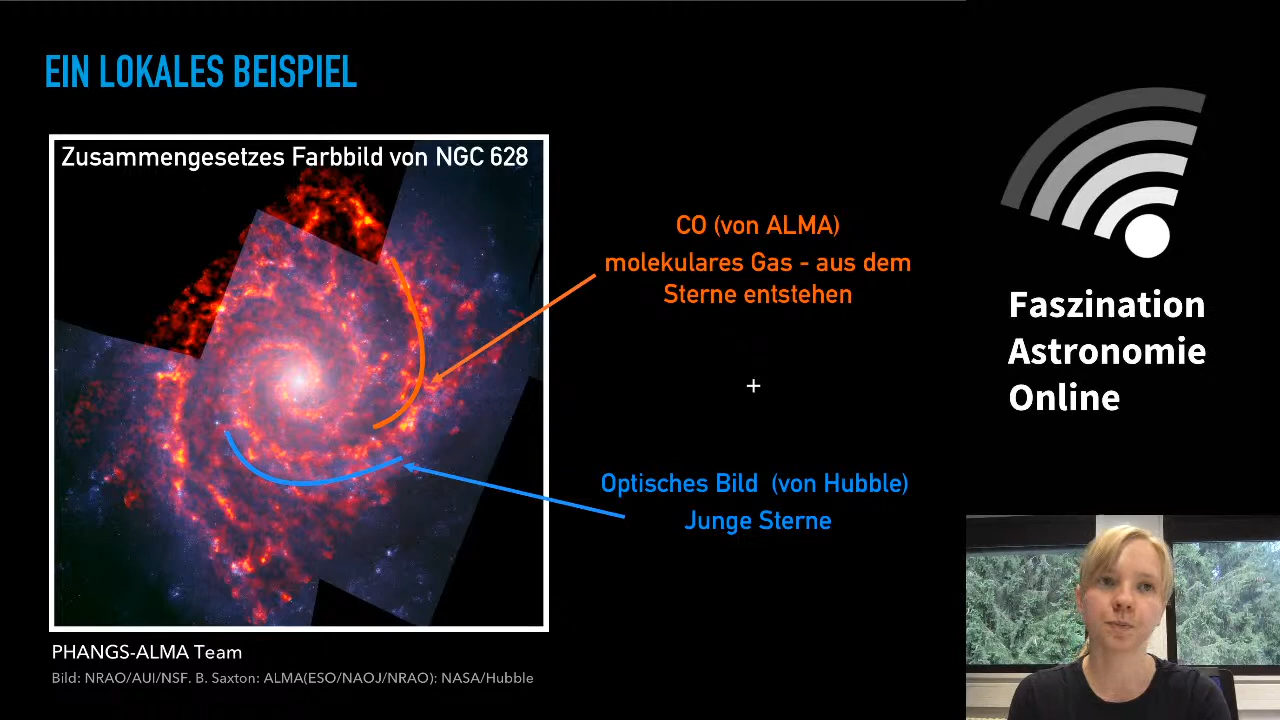 EIN LOKALES BEISPIEL
Zusammengesetzes Farbbild von NGC 628
CO (von ALMA)
molekulares Gas - aus dem
Sterne entstehen
+
Optisches Bild (von Hubble)
Junge Sterne
PHANGS-ALMA Team
Bild: NRAO/AUI/NSF. B. Saxton: ALMA(ESO/NAOJ/NRAO): NASA/Hubble
Faszination
Astronomie
Online